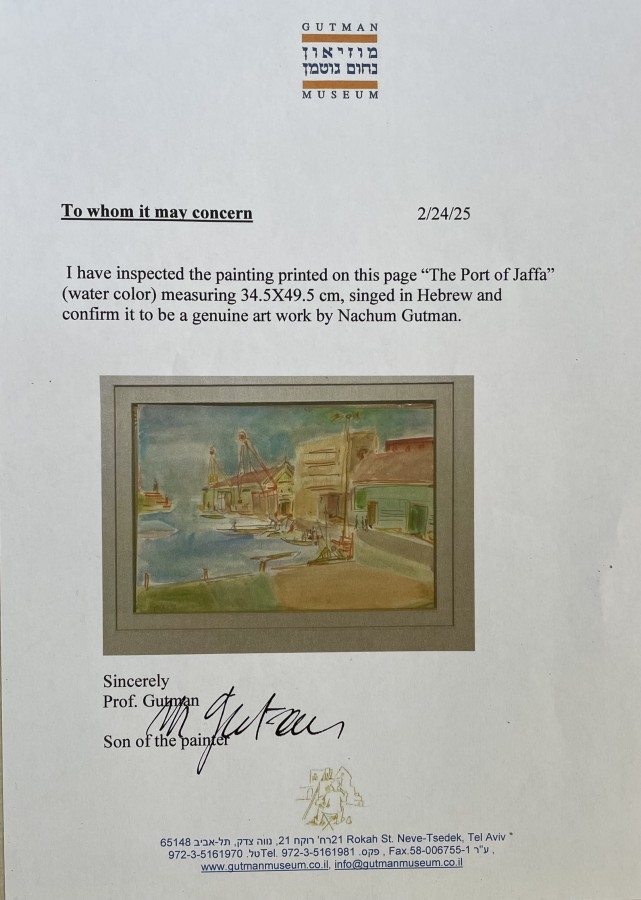 GUTMAN
מוזיאון
נחום גוטמן
MUSEUM
To whom it may concern
2/24/25
I have inspected the painting printed on this page “The Port of Jaffa”
(water color) measuring 34.5X49.5 cm, singed in Hebrew and
confirm it to be a genuine art work by Nachum Gutman.
Sincerely
Prof. Gutman
M Gutman
Son of the painter
רח' רוקח 21, נווה צדק, תל-אביב 65148 21 Rokah St. Neve-Tsedek, Tel Aviv *
טל. 972-3-5161970 Tel. 972-3-5161981 פקס. , Fax.58-006755-1 ע"ר ,
www.gutmanmuseum.co.il, info@gutmanmuseum.co.il